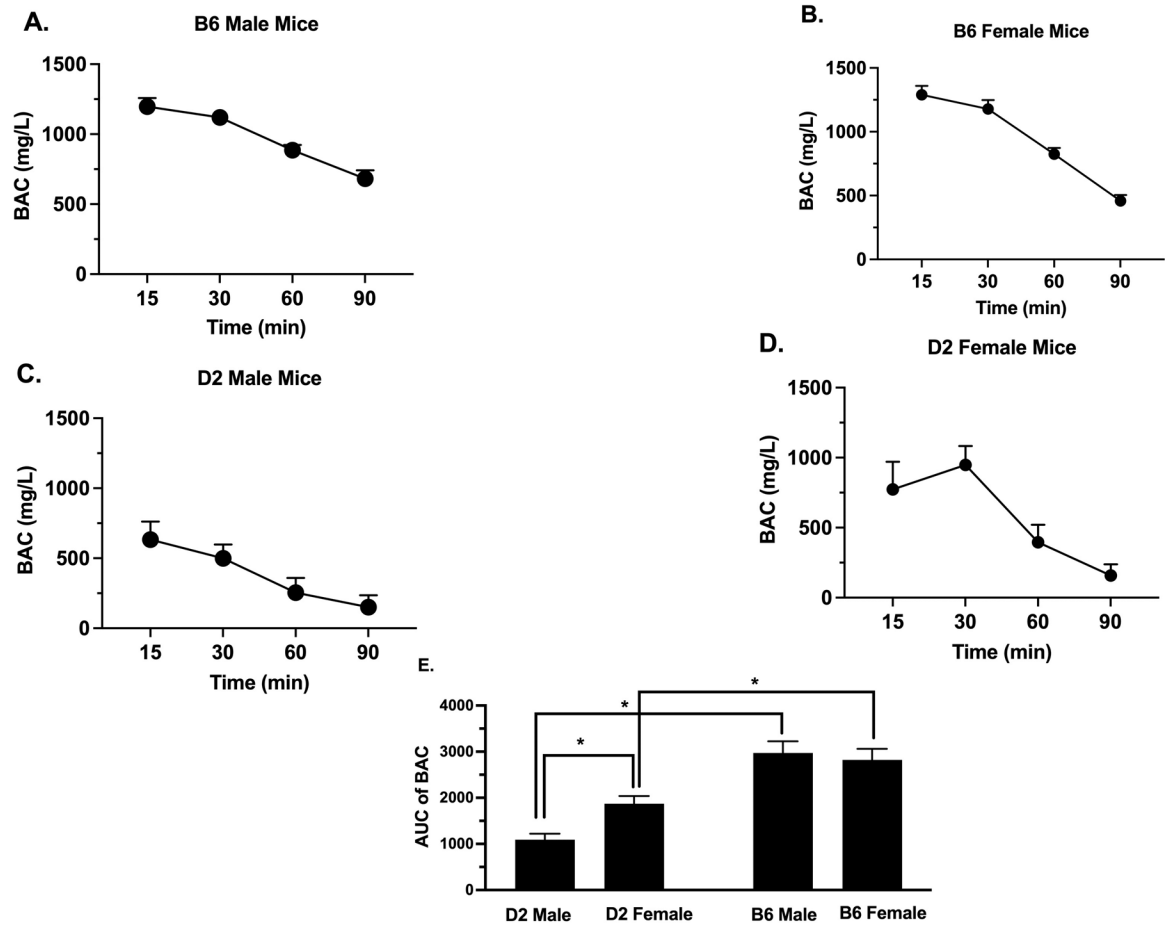 A.
B6 Male Mice
1500
1000
500
0
BAC (mg/L)
15 30 60 90
Time (min)
B.
B6 Female Mice
1500
1000
500
0
BAC (mg/L)
15 30 60 90
Time (min)
C.
D2 Male Mice
1500
1000
500
0
BAC (mg/L)
15 30 60 90
Time (min)
D.
D2 Female Mice
1500
1000
500
0
BAC (mg/L)
15 30 60 90
Time (min)
E.
4000
3000
2000
1000
0
AUC of BAC
*
*
*
D2 Male D2 Female B6 Male B6 Female